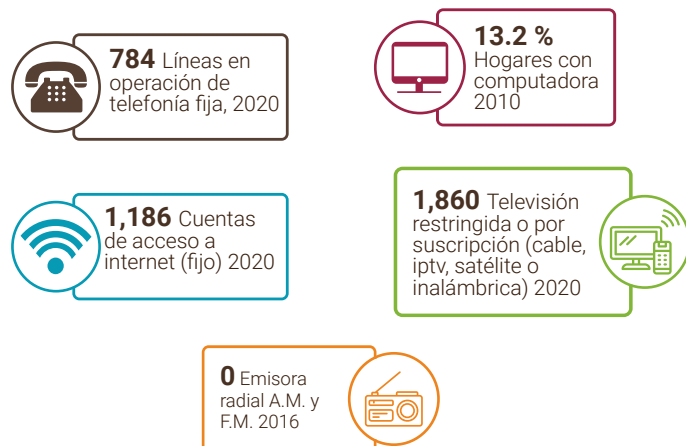 784 Líneas en
operación de
telefonía fija, 2020
13.2 %
Hogares con
computadora
2010
1,186 Cuentas
de acceso a
internet (fijo) 2020
1,860 Televisión
restringida o por
suscripción (cable,
iptv, satélite o
inalámbrica) 2020
0 Emisora
radial A.M. y
F.M. 2016